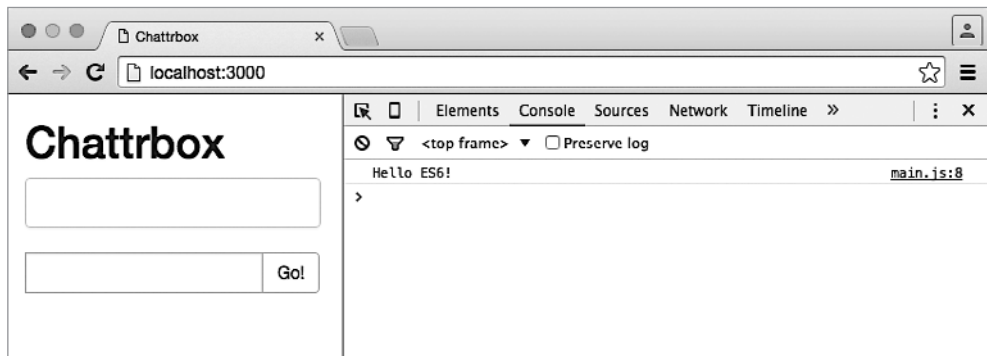 Chattrbox
localhost:3000
Elements Console Sources Network Timeline »
<top frame> ▼ Preserve log
Hello ES6! main.js:8
>
Chattrbox
Go!